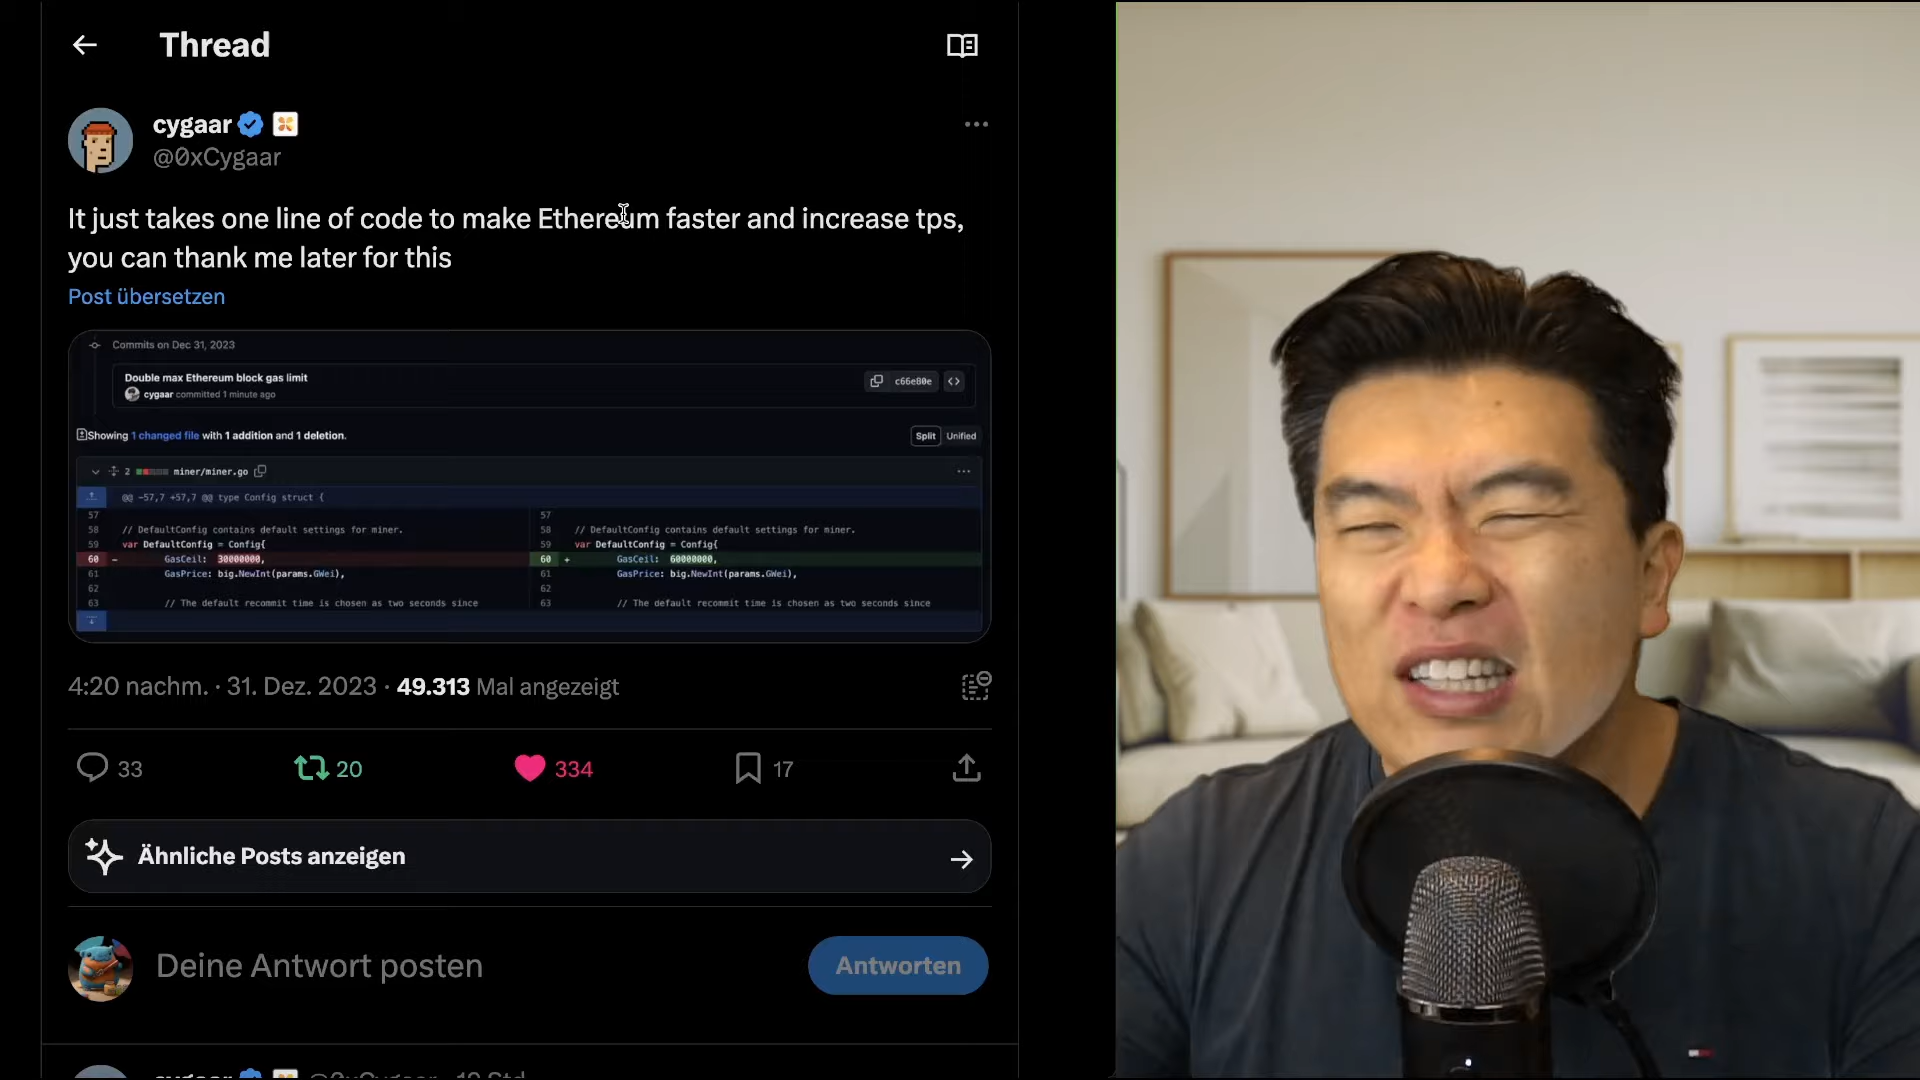 Thread
cygaar
@0xCygaar
It just takes one line of code to make Ethereum faster and increase tps,
you can thank me later for this
Post übersetzen
Commits on Dec 31, 2023
Double max Ethereum block gas limit
cygaar committed 1 minute ago
c66e80e
Showing 1 changed file with 1 addition and 1 deletion.
Split Unified
2 miner/miner.go
@@ -57,7 +57,7 @@ type Config struct {
57 57
58 // DefaultConfig contains default settings for miner. 58 // DefaultConfig contains default settings for miner.
59 var DefaultConfig = Config{ 59 var DefaultConfig = Config{
60 - GasCeil: 30000000, 60 + GasCeil: 60000000,
61 GasPrice: big.NewInt(params.GWei), 61 GasPrice: big.NewInt(params.GWei),
62 62
63 // The default recommit time is chosen as two seconds since 63 // The default recommit time is chosen as two seconds since
4:20 nachm. · 31. Dez. 2023 · 49.313 Mal angezeigt
33 20 334 17
Ähnliche Posts anzeigen
Deine Antwort posten
Antworten